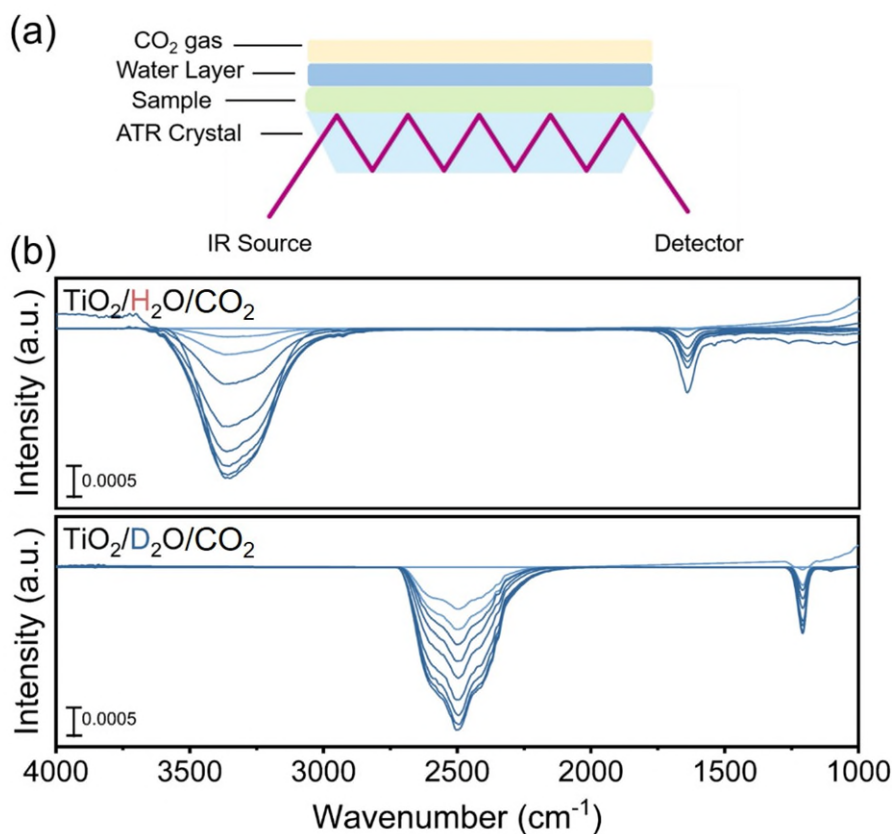 (a)
CO₂ gas
Water Layer
Sample
ATR Crystal
IR Source
Detector
(b)
TiO₂/H₂O/CO₂
Intensity (a.u.)
0.0005
TiO₂/D₂O/CO₂
Intensity (a.u.)
0.0005
4000 3500 3000 2500 2000 1500 1000
Wavenumber (cm⁻¹)